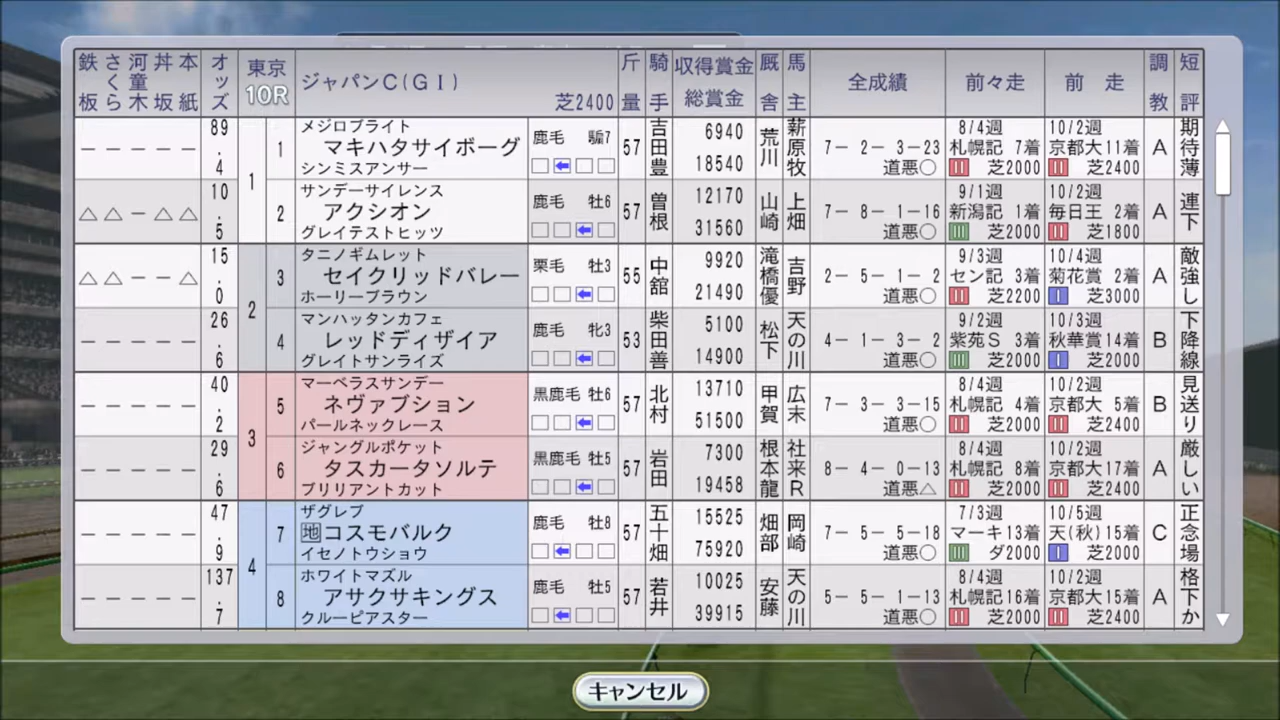 鉄板 さくら 河童木 丼坂 本紙 オッズ 東京10R ジャパンC(GI) 芝2400 斤量 騎手 収得賞金 総賞金 厩舎 馬主 全成績 前々走 前走 調教 短評
メジロブライト
－－－－－ 89.4 1 1 マキハタサイボーグ 鹿毛 騸7 57 吉田豊 6940 荒川 薪原牧 7－2－3－23 8/4週 札幌記 7着 10/2週 京都大11着 A 期待薄
シンミスアンサー 18540 道悪○ II 芝2000 II 芝2400
サンデーサイレンス
△△－△△ 10.5 2 アクシオン 鹿毛 牡6 57 曽根 12170 山崎 上畑 7－8－1－16 9/1週 新潟記 1着 10/2週 毎日王 2着 A 連下
グレイテストヒッツ 31560 道悪○ III 芝2000 II 芝1800
タニノギムレット
△△－－△ 15.0 2 3 セイクリッドバレー 栗毛 牡3 55 中舘 9920 滝橋優 吉野 2－5－1－2 9/3週 セン記 3着 10/4週 菊花賞 2着 A 敵強し
ホーリーブラウン 21490 道悪○ II 芝2200 I 芝3000
マンハッタンカフェ
－－－－－ 26.6 4 レッドディザイア 鹿毛 牝3 53 柴田善 5100 松下 天の川 4－1－3－2 9/2週 紫苑S 3着 10/3週 秋華賞14着 B 下降線
グレイトサンライズ 14900 道悪○ III 芝2000 I 芝2000
マーベラスサンデー
－－－－－ 40.2 3 5 ネヴァブション 黒鹿毛 牡6 57 北村 13710 甲賀 広末 7－3－3－15 8/4週 札幌記 4着 10/2週 京都大 5着 B 見送り
パールネックレース 51500 道悪○ II 芝2000 II 芝2400
ジャングルポケット
－－－－－ 29.6 6 タスカータソルテ 黒鹿毛 牡5 57 岩田 7300 根本龍 社来R 8－4－0－13 8/4週 札幌記 8着 10/2週 京都大17着 A 厳しい
ブリリアントカット 19458 道悪△ II 芝2000 II 芝2400
ザグレブ
－－－－－ 47.9 4 7 地コスモバルク 鹿毛 牡8 57 五十畑 15525 畑部 岡崎 7－5－5－18 7/3週 マーキ13着 10/5週 天(秋)15着 C 正念場
イセノトウショウ 75920 道悪○ III ダ2000 I 芝2000
ホワイトマズル
－－－－－ 137.7 8 アサクサキングス 鹿毛 牡5 57 若井 10025 安藤 天の川 5－5－1－13 8/4週 札幌記16着 10/2週 京都大15着 A 格下か
クルーピアスター 39915 道悪○ II 芝2000 II 芝2400
キャンセル